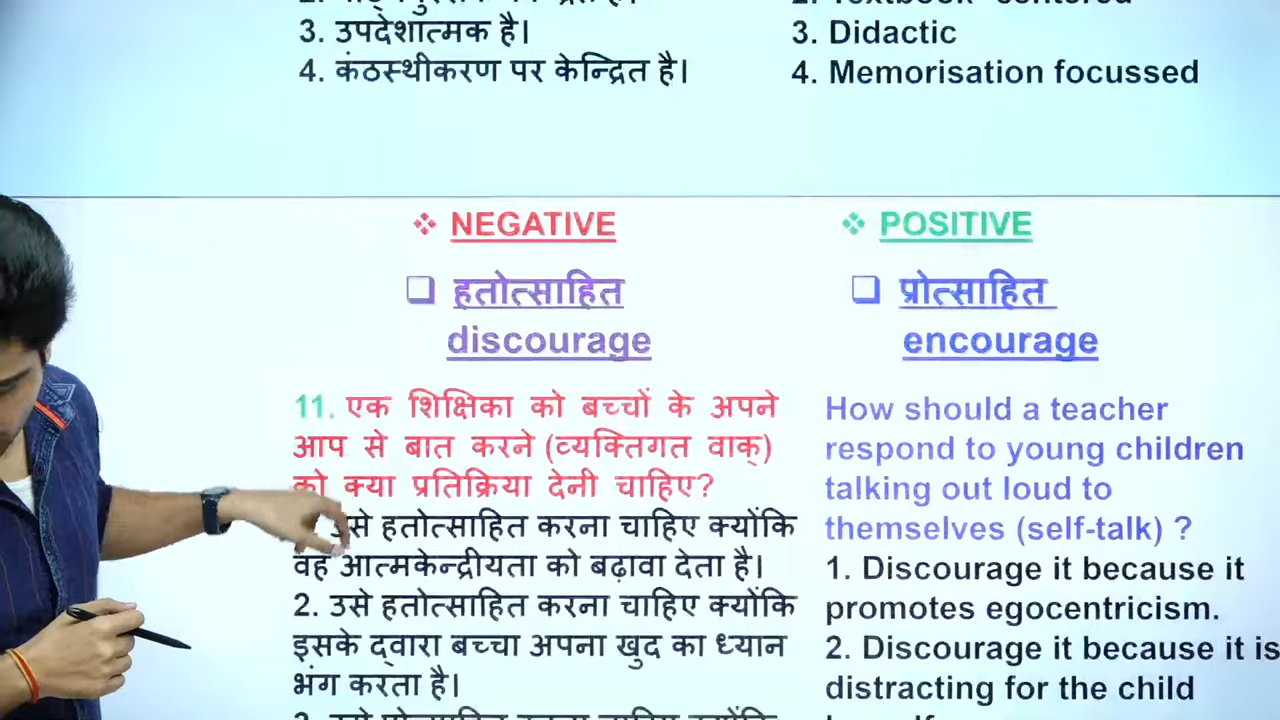 3. उपदेशात्मक है।
4. कंठस्थीकरण पर केन्द्रित है।
3. Didactic
4. Memorisation focussed
❖ NEGATIVE
❑ हतोत्साहित
discourage
❖ POSITIVE
❑ प्रोत्साहित
encourage
11. एक शिक्षिका को बच्चों के अपने
आप से बात करने (व्यक्तिगत वाक्)
को क्या प्रतिक्रिया देनी चाहिए?
उसे हतोत्साहित करना चाहिए क्योंकि
वह आत्मकेन्द्रीयता को बढ़ावा देता है।
2. उसे हतोत्साहित करना चाहिए क्योंकि
इसके द्वारा बच्चा अपना खुद का ध्यान
भंग करता है।
How should a teacher
respond to young children
talking out loud to
themselves (self-talk) ?
1. Discourage it because it
promotes egocentricism.
2. Discourage it because it is
distracting for the child